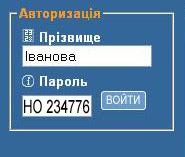 Авторизація
Прізвище
Іванова
Пароль
НО 234776
ВОЙТИ